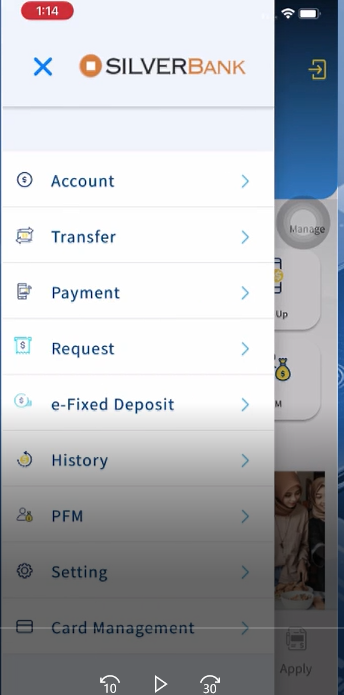 1:14
SILVERBANK
Account
Manage
Transfer
Payment
Up
Request
e-Fixed Deposit
M
History
PFM
Setting
Card Management
Apply
10
30